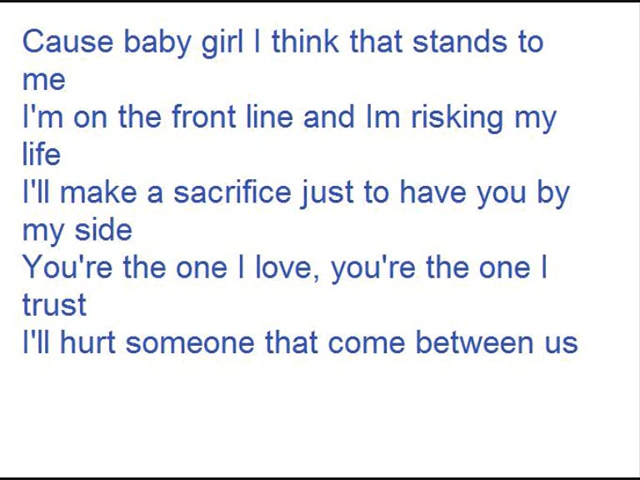 Cause baby girl I think that stands to
me
I'm on the front line and Im risking my
life
I'll make a sacrifice just to have you by
my side
You're the one I love, you're the one I
trust
I'll hurt someone that come between us